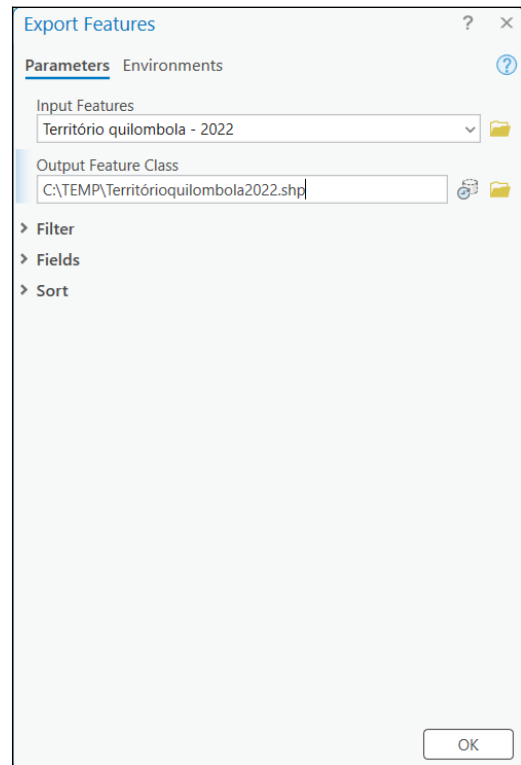 Export Features ? ×
Parameters Environments ?
Input Features
Território quilombola - 2022
Output Feature Class
C:\TEMP\Territórioquilombola2022.shp
Filter
Fields
Sort
OK